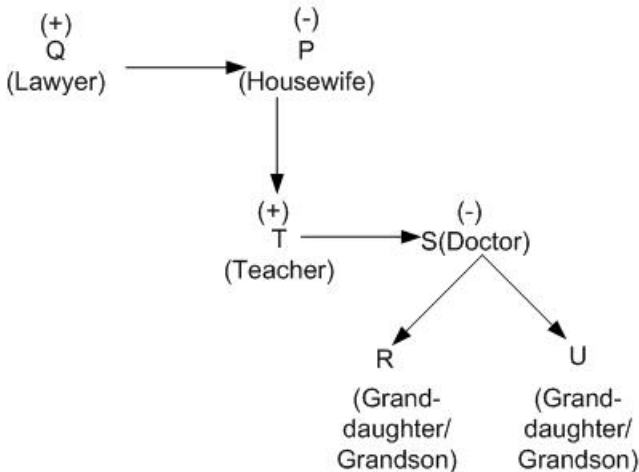 (+) (-)
Q P
(Lawyer) (Housewife)
(+) (-)
T S(Doctor)
(Teacher)
R U
(Grand- (Grand-
daughter/ daughter/
Grandson) Grandson)